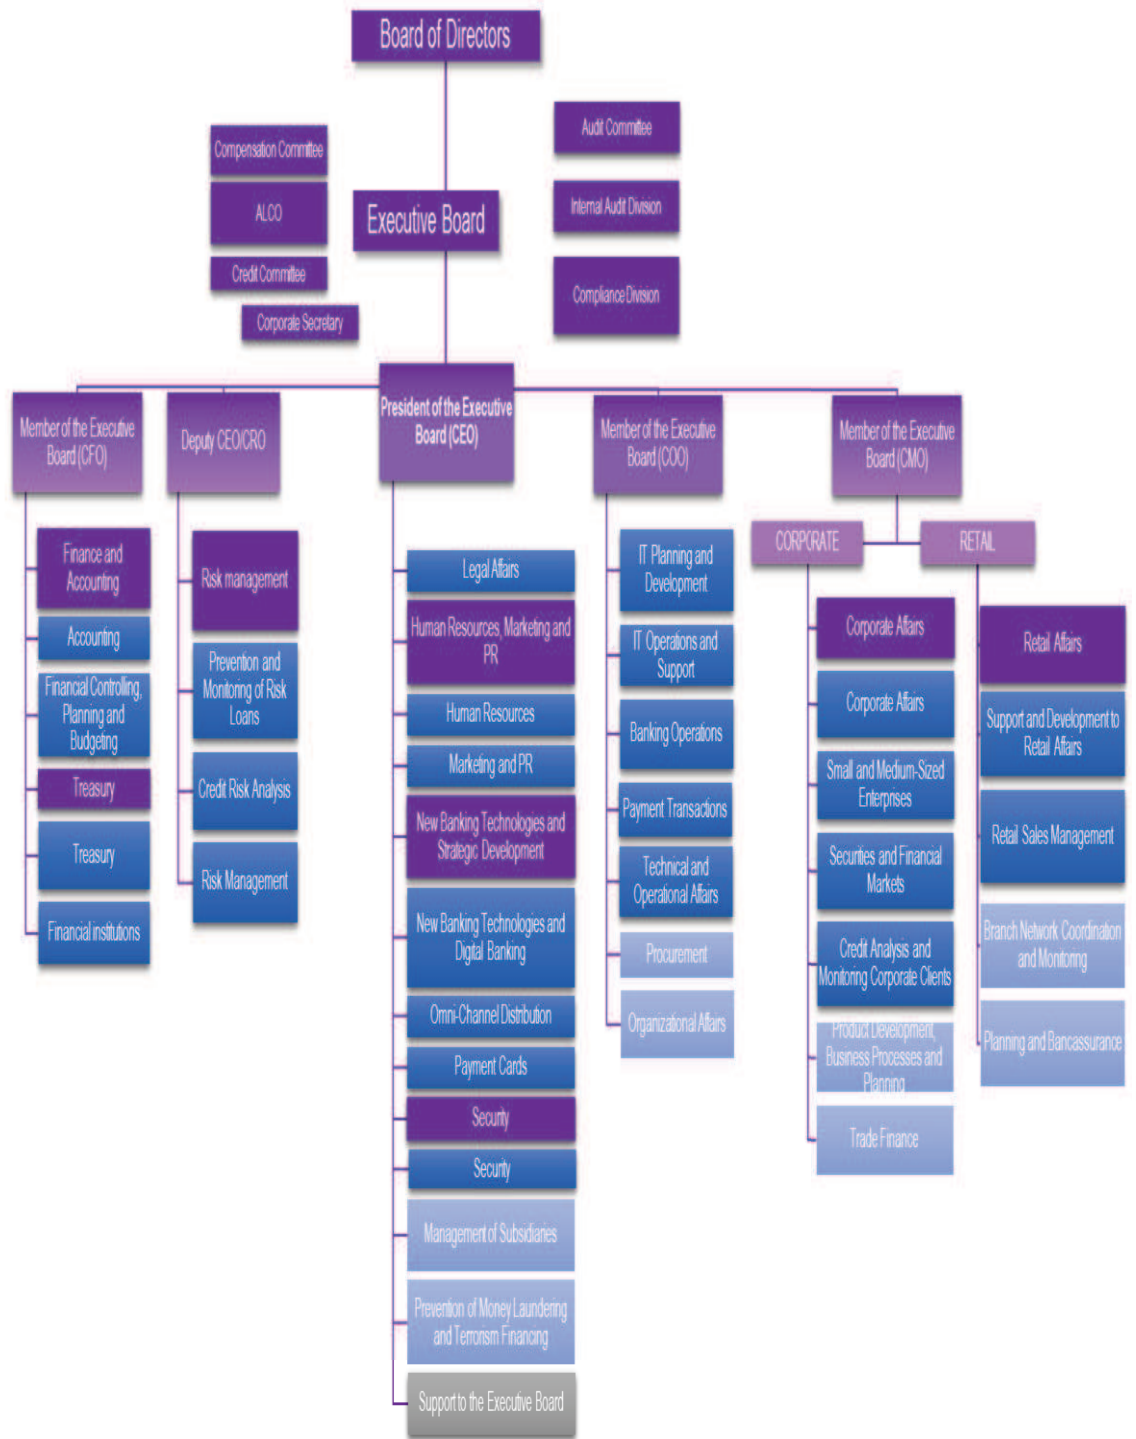 Board of Directors
Compensation Committee
ALCO
Credit Committee
Corporate Secretary
Executive Board
Audit Committee
Internal Audit Division
Compliance Division
Member of the Executive
Board (CFO)
Deputy CEO/CRO
President of the Executive
Board (CEO)
Member of the Executive
Board (COO)
Member of the Executive
Board (CMO)
Finance and
Accounting
Accounting
Financial Controlling,
Planning and
Budgeting
Treasury
Treasury
Financial institutions
Risk management
Prevention and
Monitoring of Risk
Loans
Credit Risk Analysis
Risk Management
Legal Affairs
Human Resources, Marketing and
PR
Human Resources
Marketing and PR
New Banking Technologies and
Strategic Development
New Banking Technologies and
Digital Banking
Omni-Channel Distribution
Payment Cards
Security
Security
Management of Subsidiaries
Prevention of Money Laundering
and Terrorism Financing
Support to the Executive Board
IT Planning and
Development
IT Operations and
Support
Banking Operations
Payment Transactions
Technical and
Operational Affairs
Procurement
Organizational Affairs
CORPORATE
RETAIL
Corporate Affairs
Corporate Affairs
Small and Medium-Sized
Enterprises
Securities and Financial
Markets
Credit Analysis and
Monitoring Corporate Clients
Product Development,
Business Processes and
Planning
Trade Finance
Retail Affairs
Support and Development to
Retail Affairs
Retail Sales Management
Branch Network Coordination
and Monitoring
Planning and Bancassurance